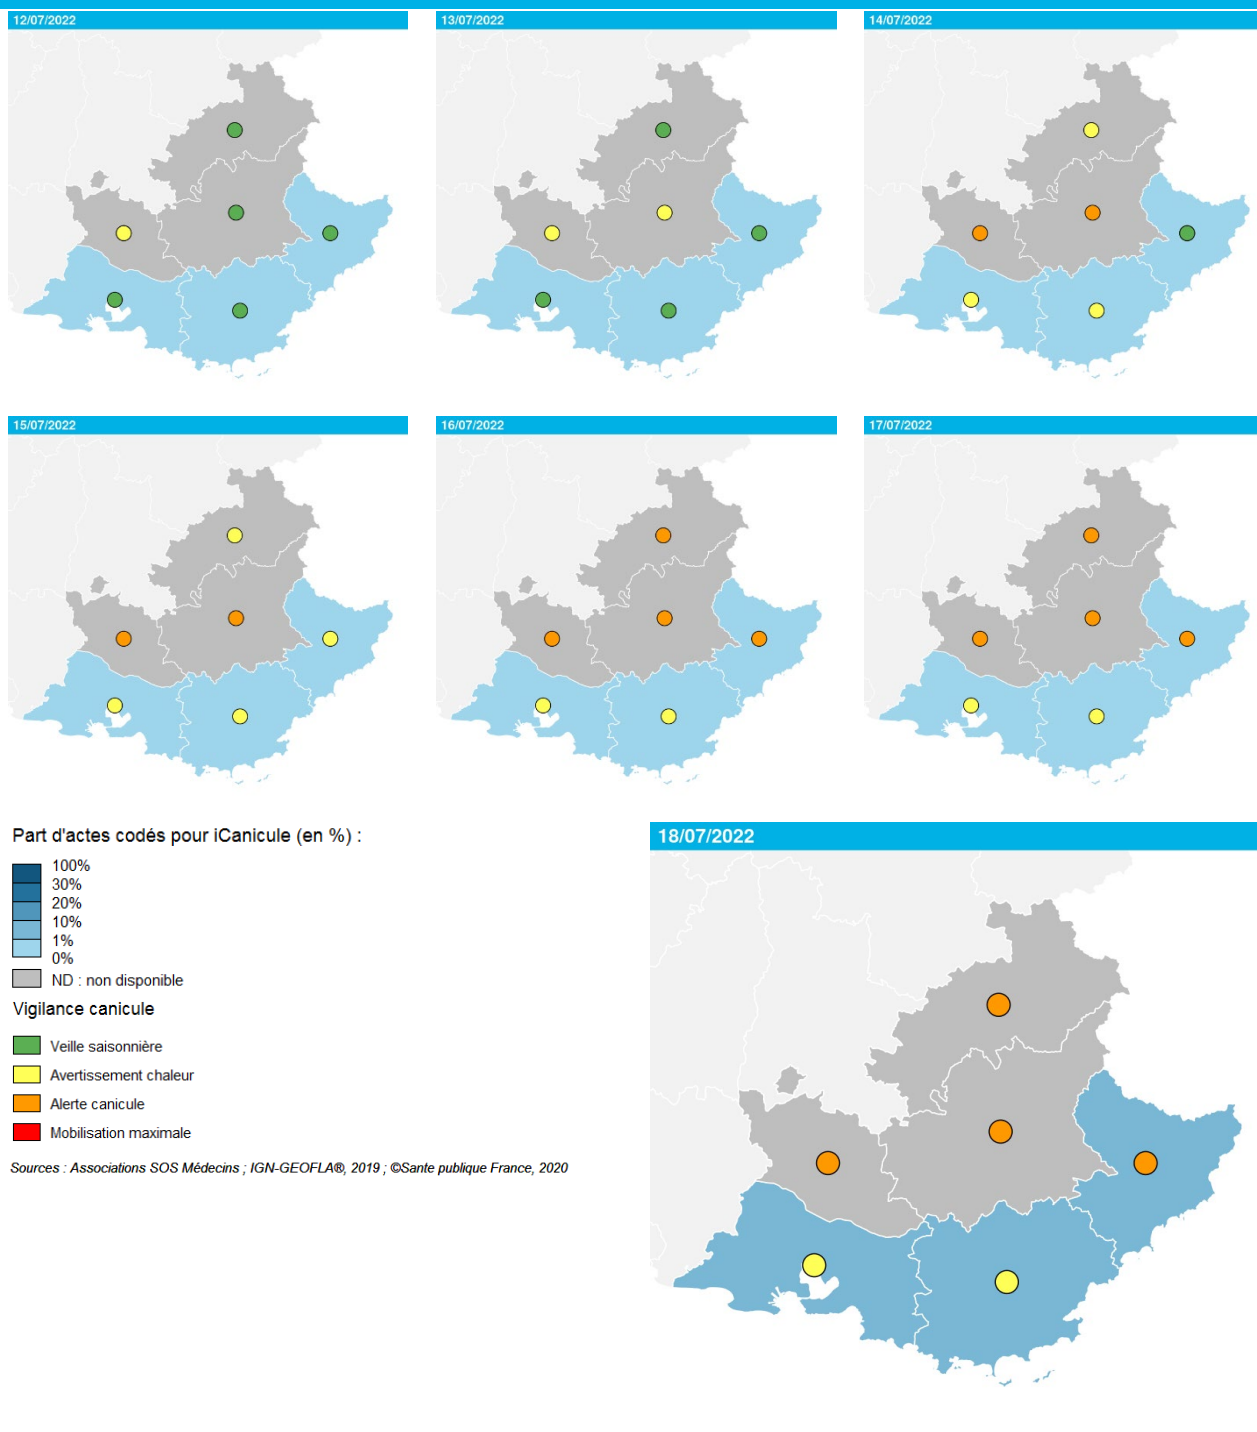 12/07/2022
13/07/2022
14/07/2022
15/07/2022
16/07/2022
17/07/2022
Part d'actes codés pour iCanicule (en %) :
100%
30%
20%
10%
1%
0%
ND : non disponible
Vigilance canicule
Veille saisonnière
Avertissement chaleur
Alerte canicule
Mobilisation maximale
Sources : Associations SOS Médecins ; IGN-GEOFLA®, 2019 ; ©Sante publique France, 2020
18/07/2022